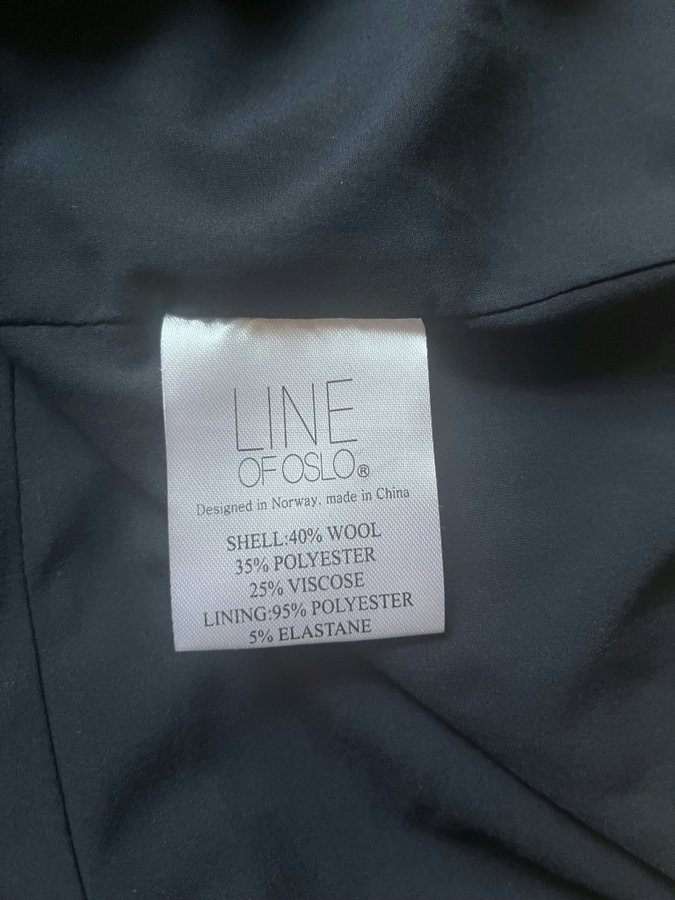 LINE
OF OSLO®
Designed in Norway, made in China
SHELL:40% WOOL
35% POLYESTER
25% VISCOSE
LINING:95% POLYESTER
5% ELASTANE